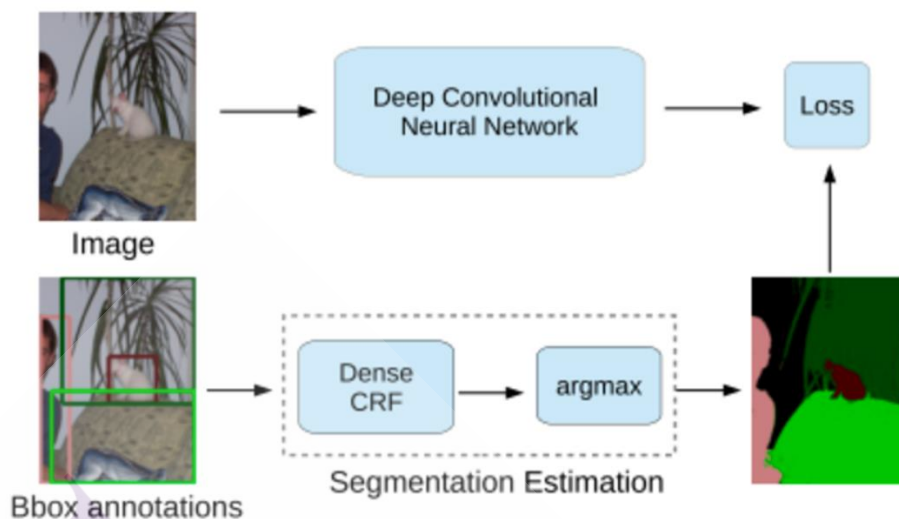 Deep Convolutional
Neural Network
Loss
Image
Dense
CRF
argmax
Segmentation Estimation
Bbox annotations